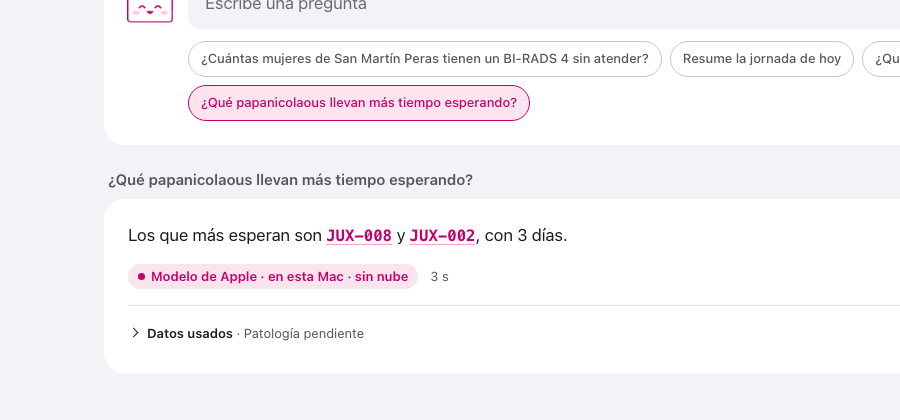 Escribe una pregunta
¿Cuántas mujeres de San Martín Peras tienen un BI-RADS 4 sin atender?
Resume la jornada de hoy
¿Qu
¿Qué papanicolaous llevan más tiempo esperando?
¿Qué papanicolaous llevan más tiempo esperando?
Los que más esperan son JUX-008 y JUX-002, con 3 días.
Modelo de Apple · en esta Mac · sin nube
3 s
Datos usados · Patología pendiente